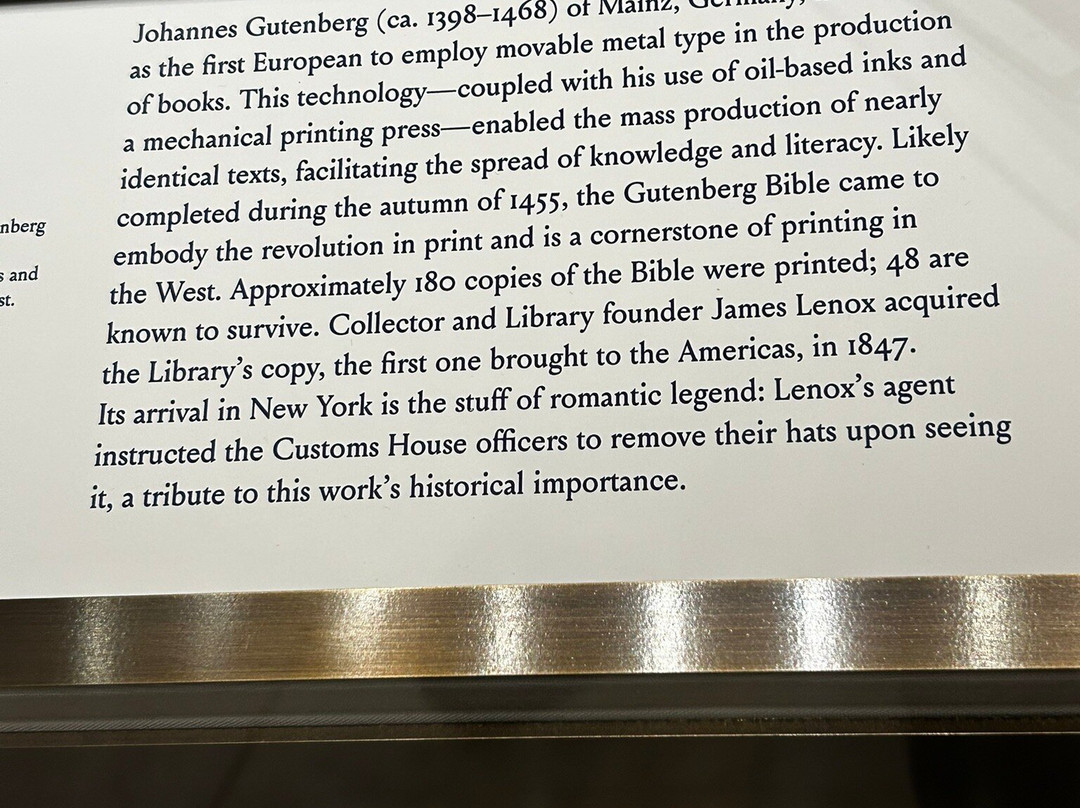 Johannes Gutenberg (ca. 1398–1468) of Mainz, Germany,
as the first European to employ movable metal type in the production
of books. This technology—coupled with his use of oil-based inks and
a mechanical printing press—enabled the mass production of nearly
identical texts, facilitating the spread of knowledge and literacy. Likely
completed during the autumn of 1455, the Gutenberg Bible came to
embody the revolution in print and is a cornerstone of printing in
the West. Approximately 180 copies of the Bible were printed; 48 are
known to survive. Collector and Library founder James Lenox acquired
the Library's copy, the first one brought to the Americas, in 1847.
Its arrival in New York is the stuff of romantic legend: Lenox's agent
instructed the Customs House officers to remove their hats upon seeing
it, a tribute to this work's historical importance.
nberg
s and
st.